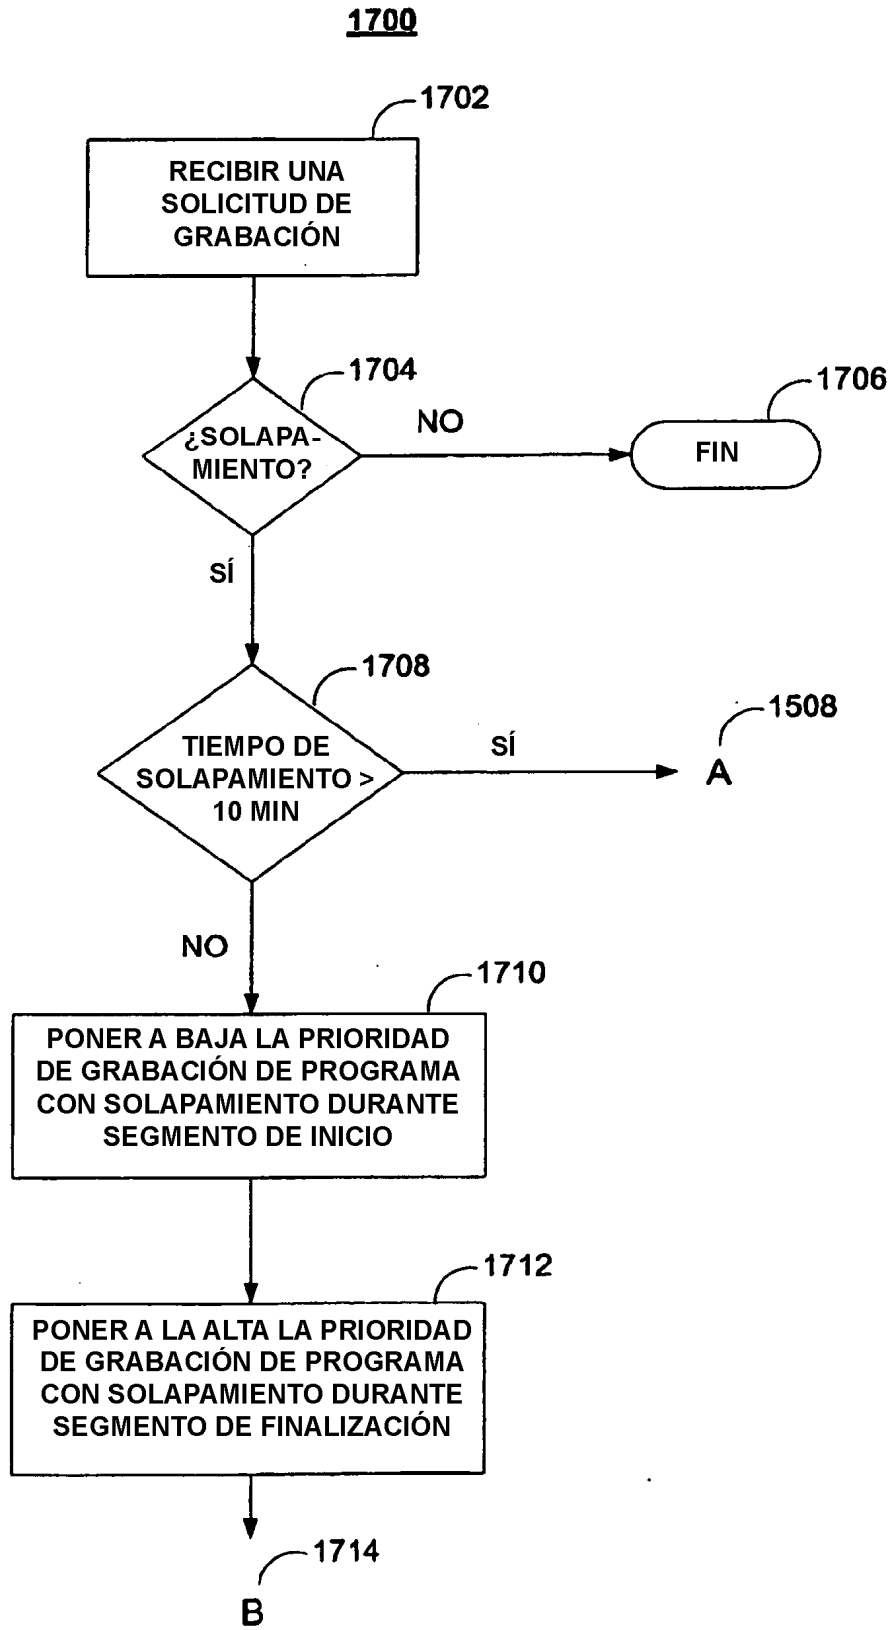 1700
1702
RECIBIR UNA
SOLICITUD DE
GRABACIÓN
1704
¿SOLAPA-
MIENTO?
NO
1706
FIN
SÍ
1708
TIEMPO DE
SOLAPAMIENTO >
10 MIN
SÍ
1508
A
NO
1710
PONER A BAJA LA PRIORIDAD
DE GRABACIÓN DE PROGRAMA
CON SOLAPAMIENTO DURANTE
SEGMENTO DE INICIO
1712
PONER A LA ALTA LA PRIORIDAD
DE GRABACIÓN DE PROGRAMA
CON SOLAPAMIENTO DURANTE
SEGMENTO DE FINALIZACIÓN
1714
B